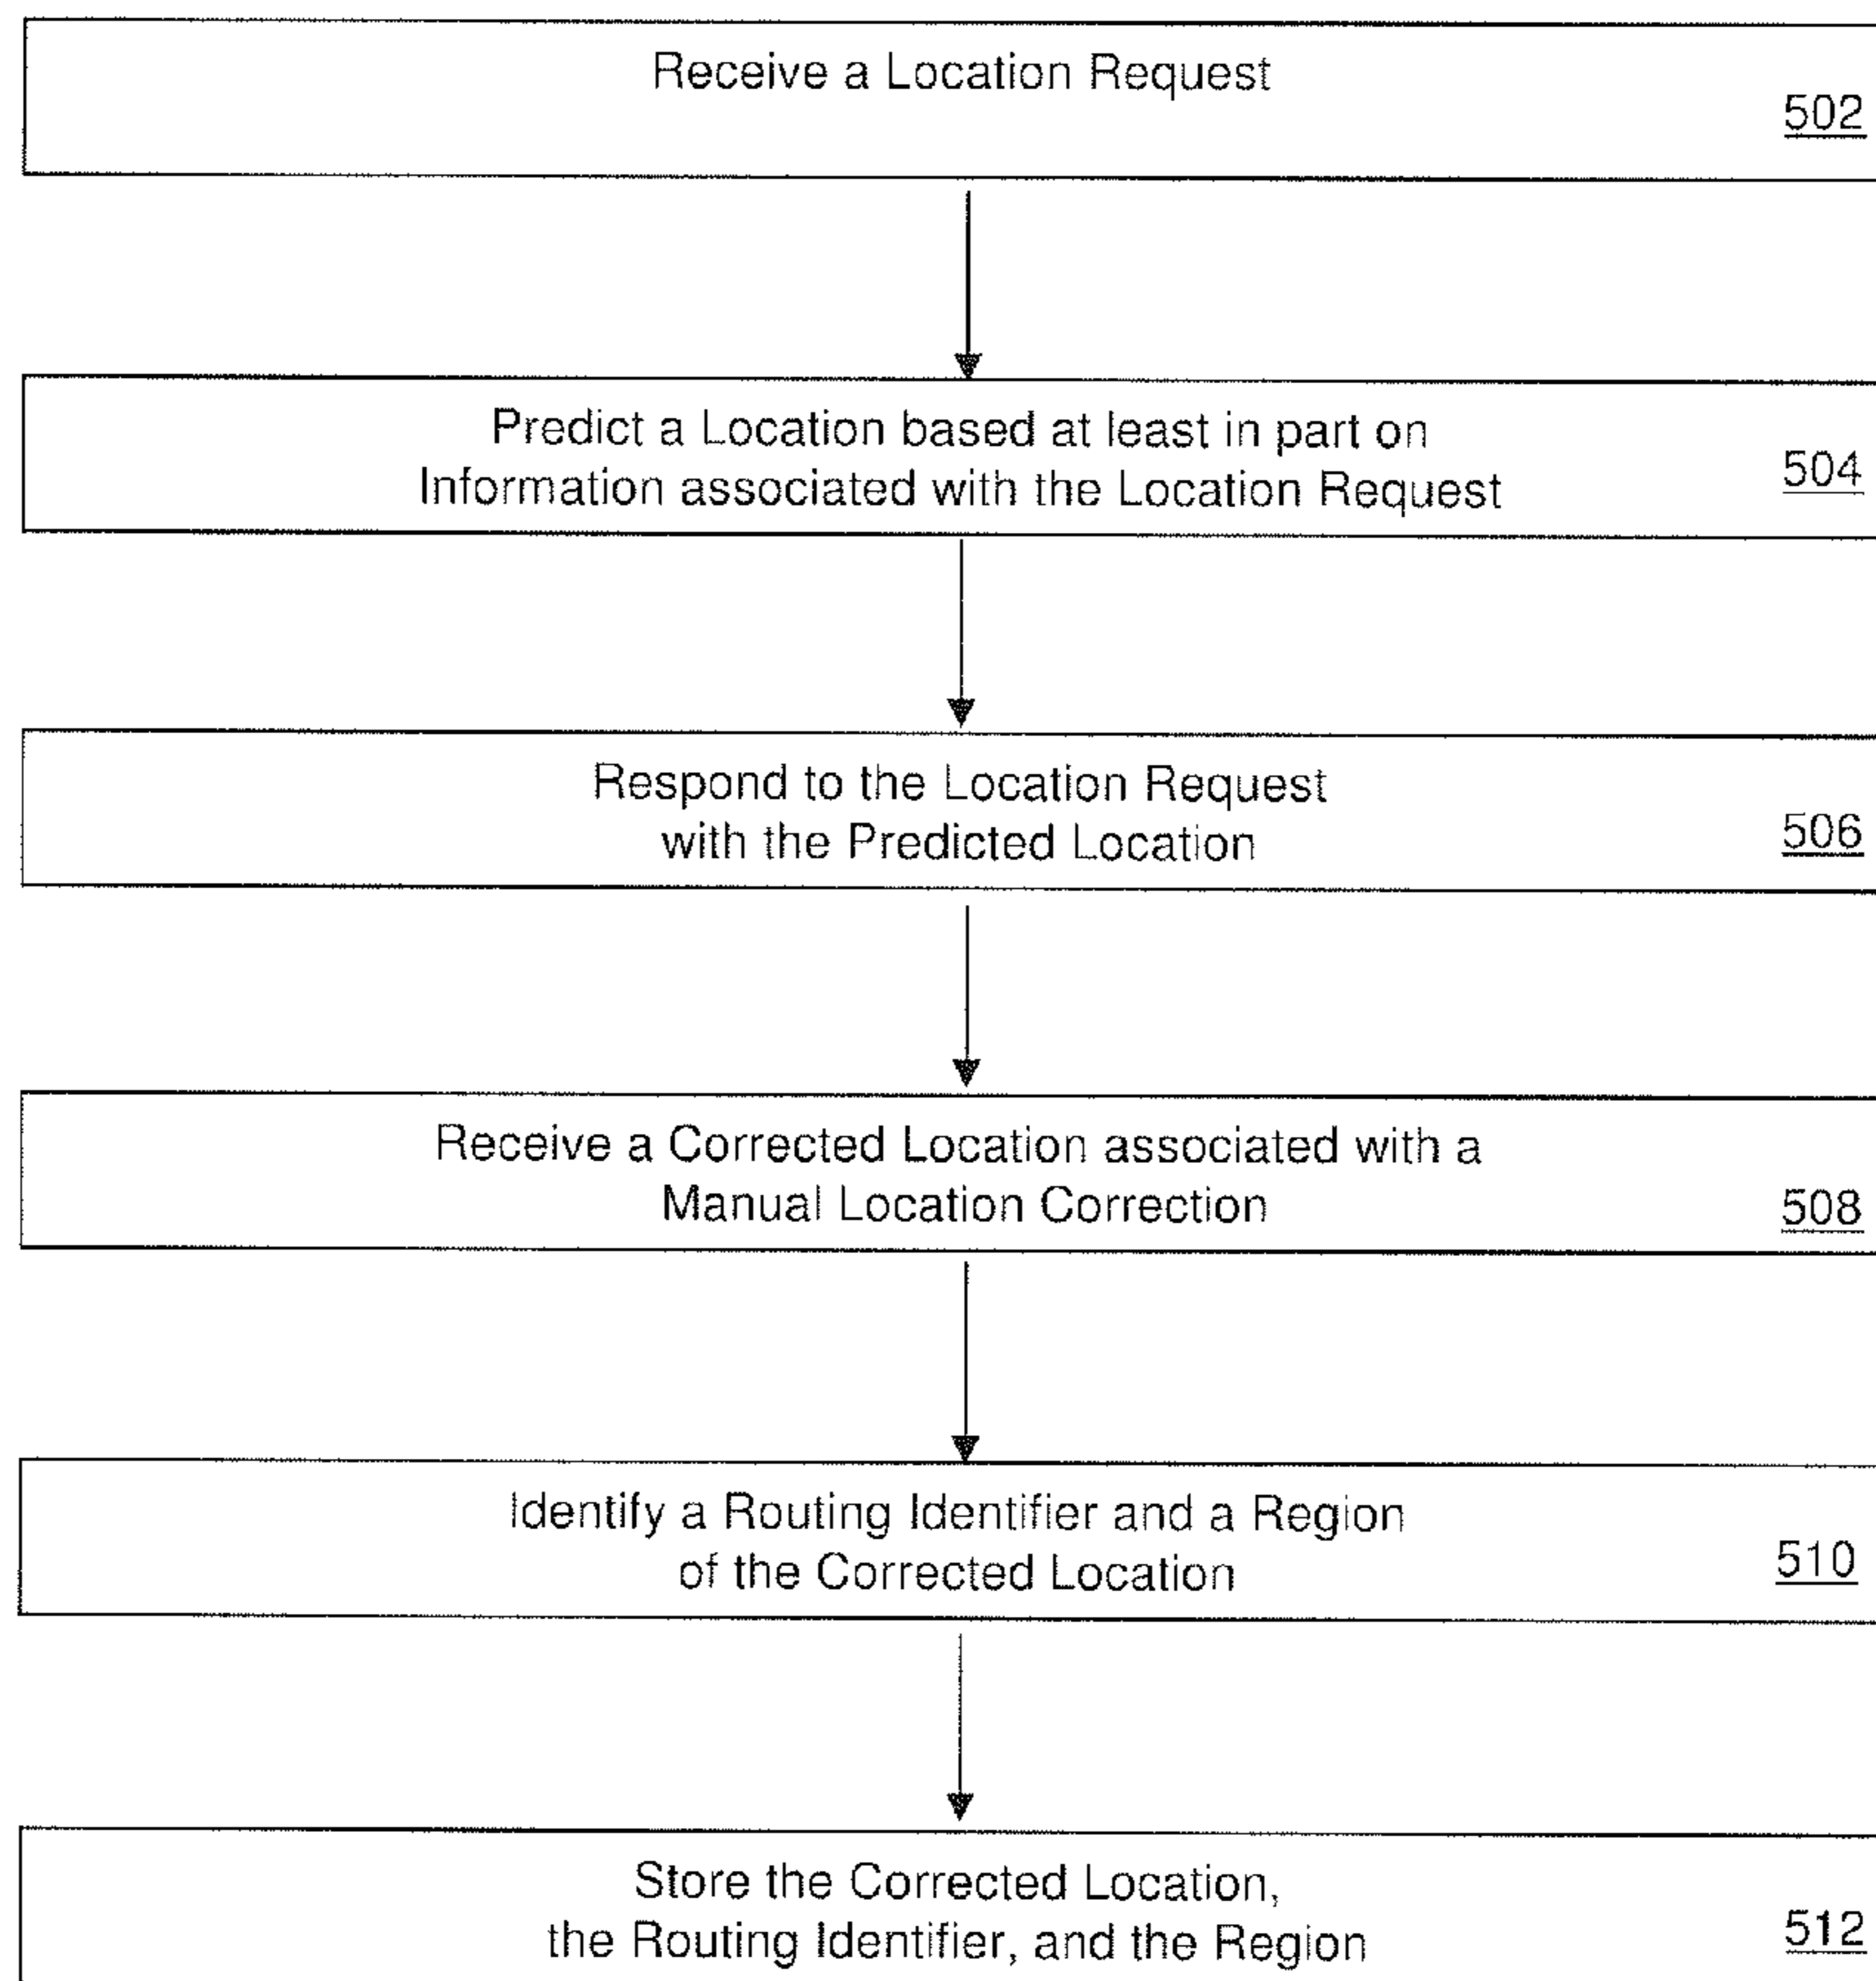 Receive a Location Request
502
Predict a Location based at least in part on
Information associated with the Location Request
504
Respond to the Location Request
with the Predicted Location
506
Receive a Corrected Location associated with a
Manual Location Correction
508
Identify a Routing Identifier and a Region
of the Corrected Location
510
Store the Corrected Location,
the Routing Identifier, and the Region
512